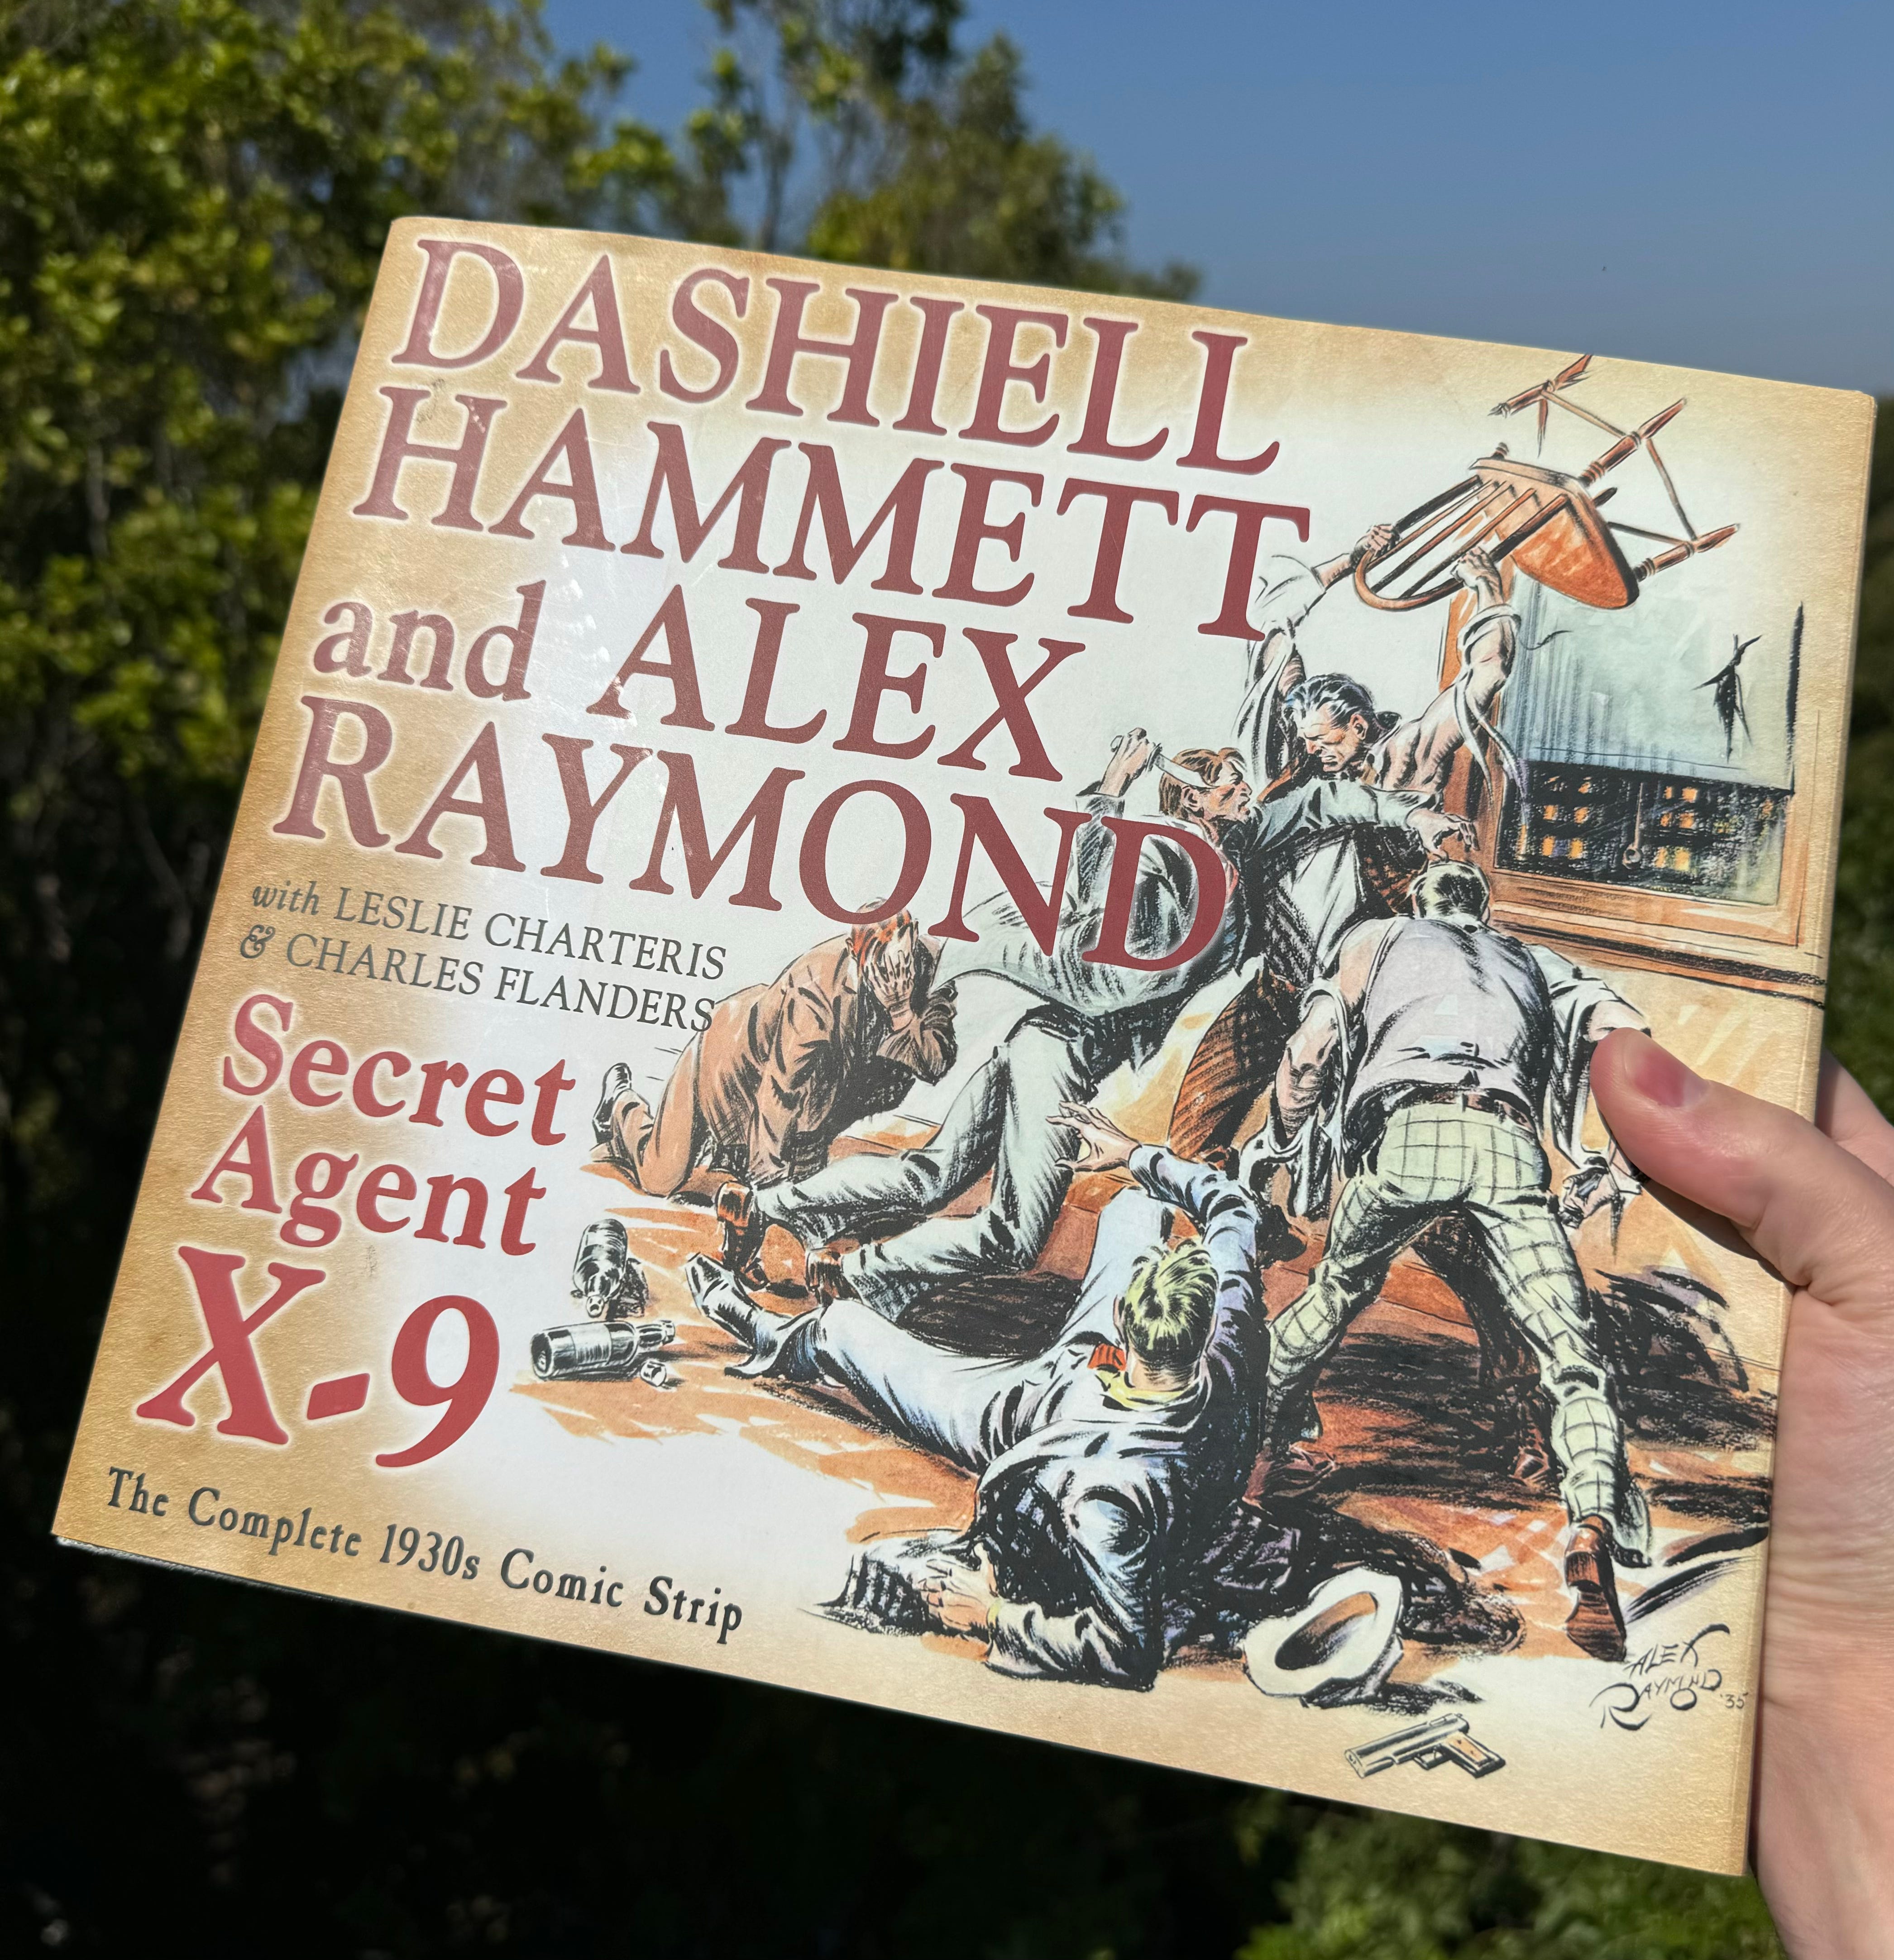 DASHIELL
HAMMETT
and ALEX
RAYMOND
with LESLIE CHARTERIS
& CHARLES FLANDERS
Secret
Agent
X-9
The Complete 1930s Comic Strip
ALEX
RAYMOND
'35